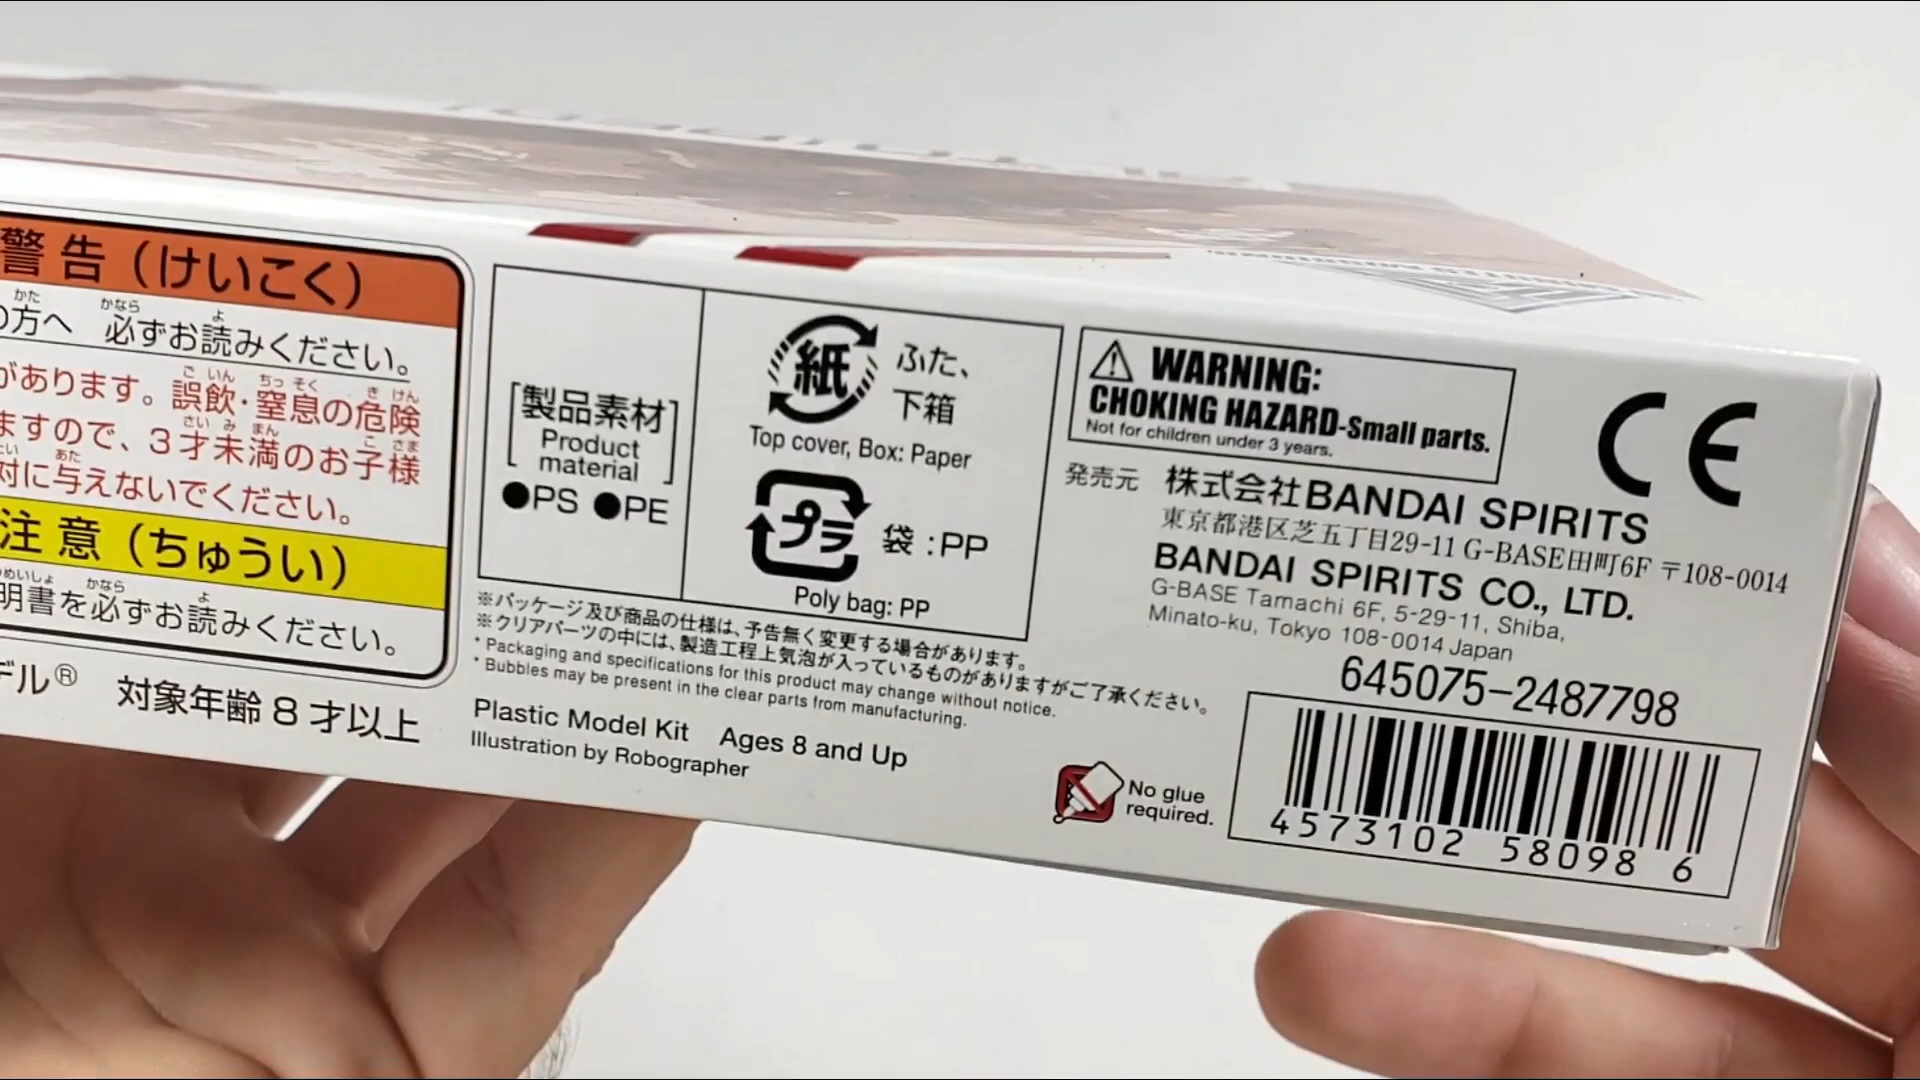 警告(けいこく)
の方へ 必ずお読みください。
があります。誤飲・窒息の危険
ますので、3才未満のお子様
対に与えないでください。
注意(ちゅうい)
明書を必ずお読みください。
デル® 対象年齢8才以上
[製品素材]
Product
material
●PS ●PE
紙
ふた、
下箱
Top cover, Box: Paper
プラ
袋:PP
Poly bag: PP
※パッケージ及び商品の仕様は、予告無く変更する場合があります。
※クリアパーツの中には、製造工程上気泡が入っているものがありますがご了承ください。
* Packaging and specifications for this product may change without notice.
* Bubbles may be present in the clear parts from manufacturing.
Plastic Model Kit Ages 8 and Up
Illustration by Robographer
WARNING:
CHOKING HAZARD-Small parts.
Not for children under 3 years.
CE
発売元 株式会社BANDAI SPIRITS
東京都港区芝五丁目29-11 G-BASE田町6F 〒108-0014
BANDAI SPIRITS CO., LTD.
G-BASE Tamachi 6F, 5-29-11, Shiba,
Minato-ku, Tokyo 108-0014 Japan
645075-2487798
No glue
required.
4573102 58098 6